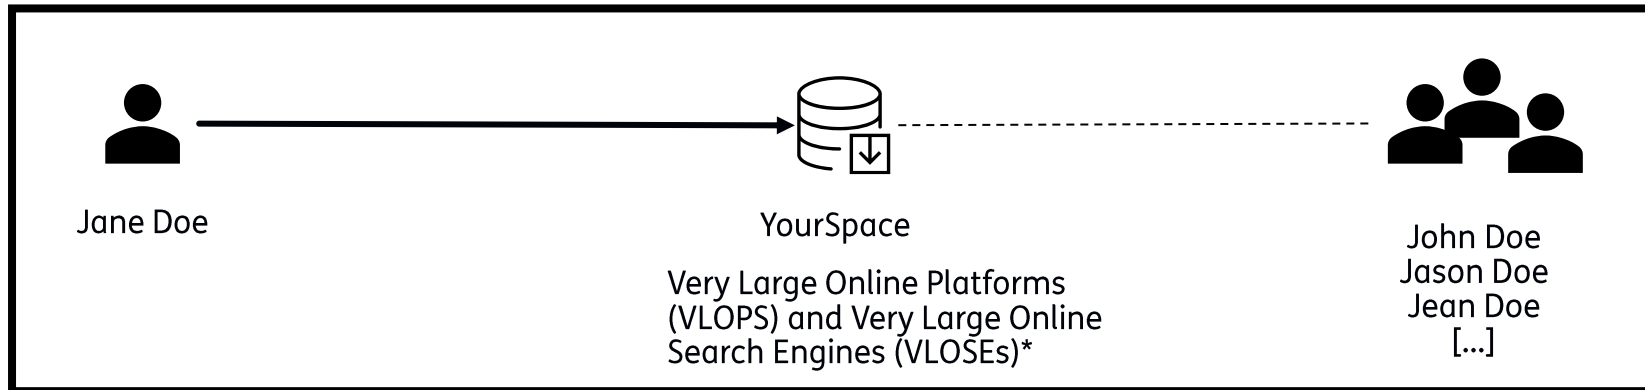 Jane Doe
YourSpace
Very Large Online Platforms
(VLOPS) and Very Large Online
Search Engines (VLOSEs)*
John Doe
Jason Doe
Jean Doe
[...]